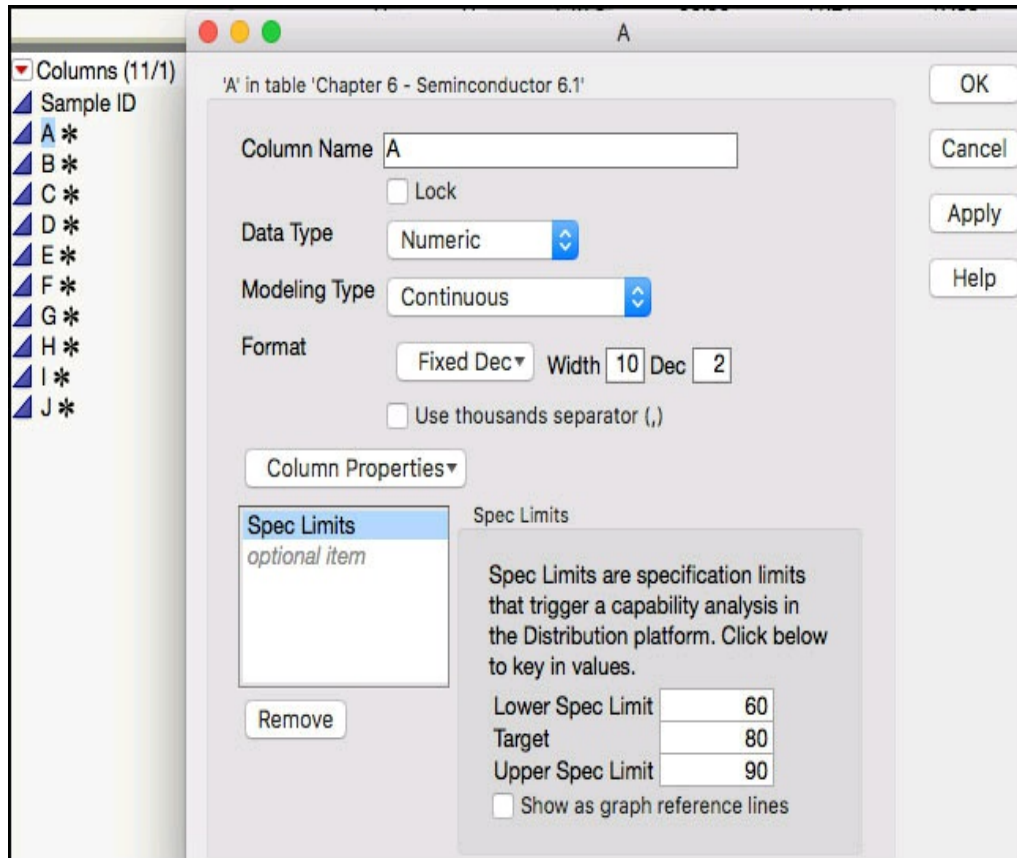 A
Columns (11/1)
Sample ID
A *
B *
C *
D *
E *
F *
G *
H *
I *
J *
'A' in table 'Chapter 6 - Seminconductor 6.1'
OK
Cancel
Apply
Help
Column Name A
Lock
Data Type Numeric
Modeling Type Continuous
Format Fixed Dec Width 10 Dec 2
Use thousands separator (,)
Column Properties
Spec Limits
optional item
Remove
Spec Limits
Spec Limits are specification limits
that trigger a capability analysis in
the Distribution platform. Click below
to key in values.
Lower Spec Limit 60
Target 80
Upper Spec Limit 90
Show as graph reference lines